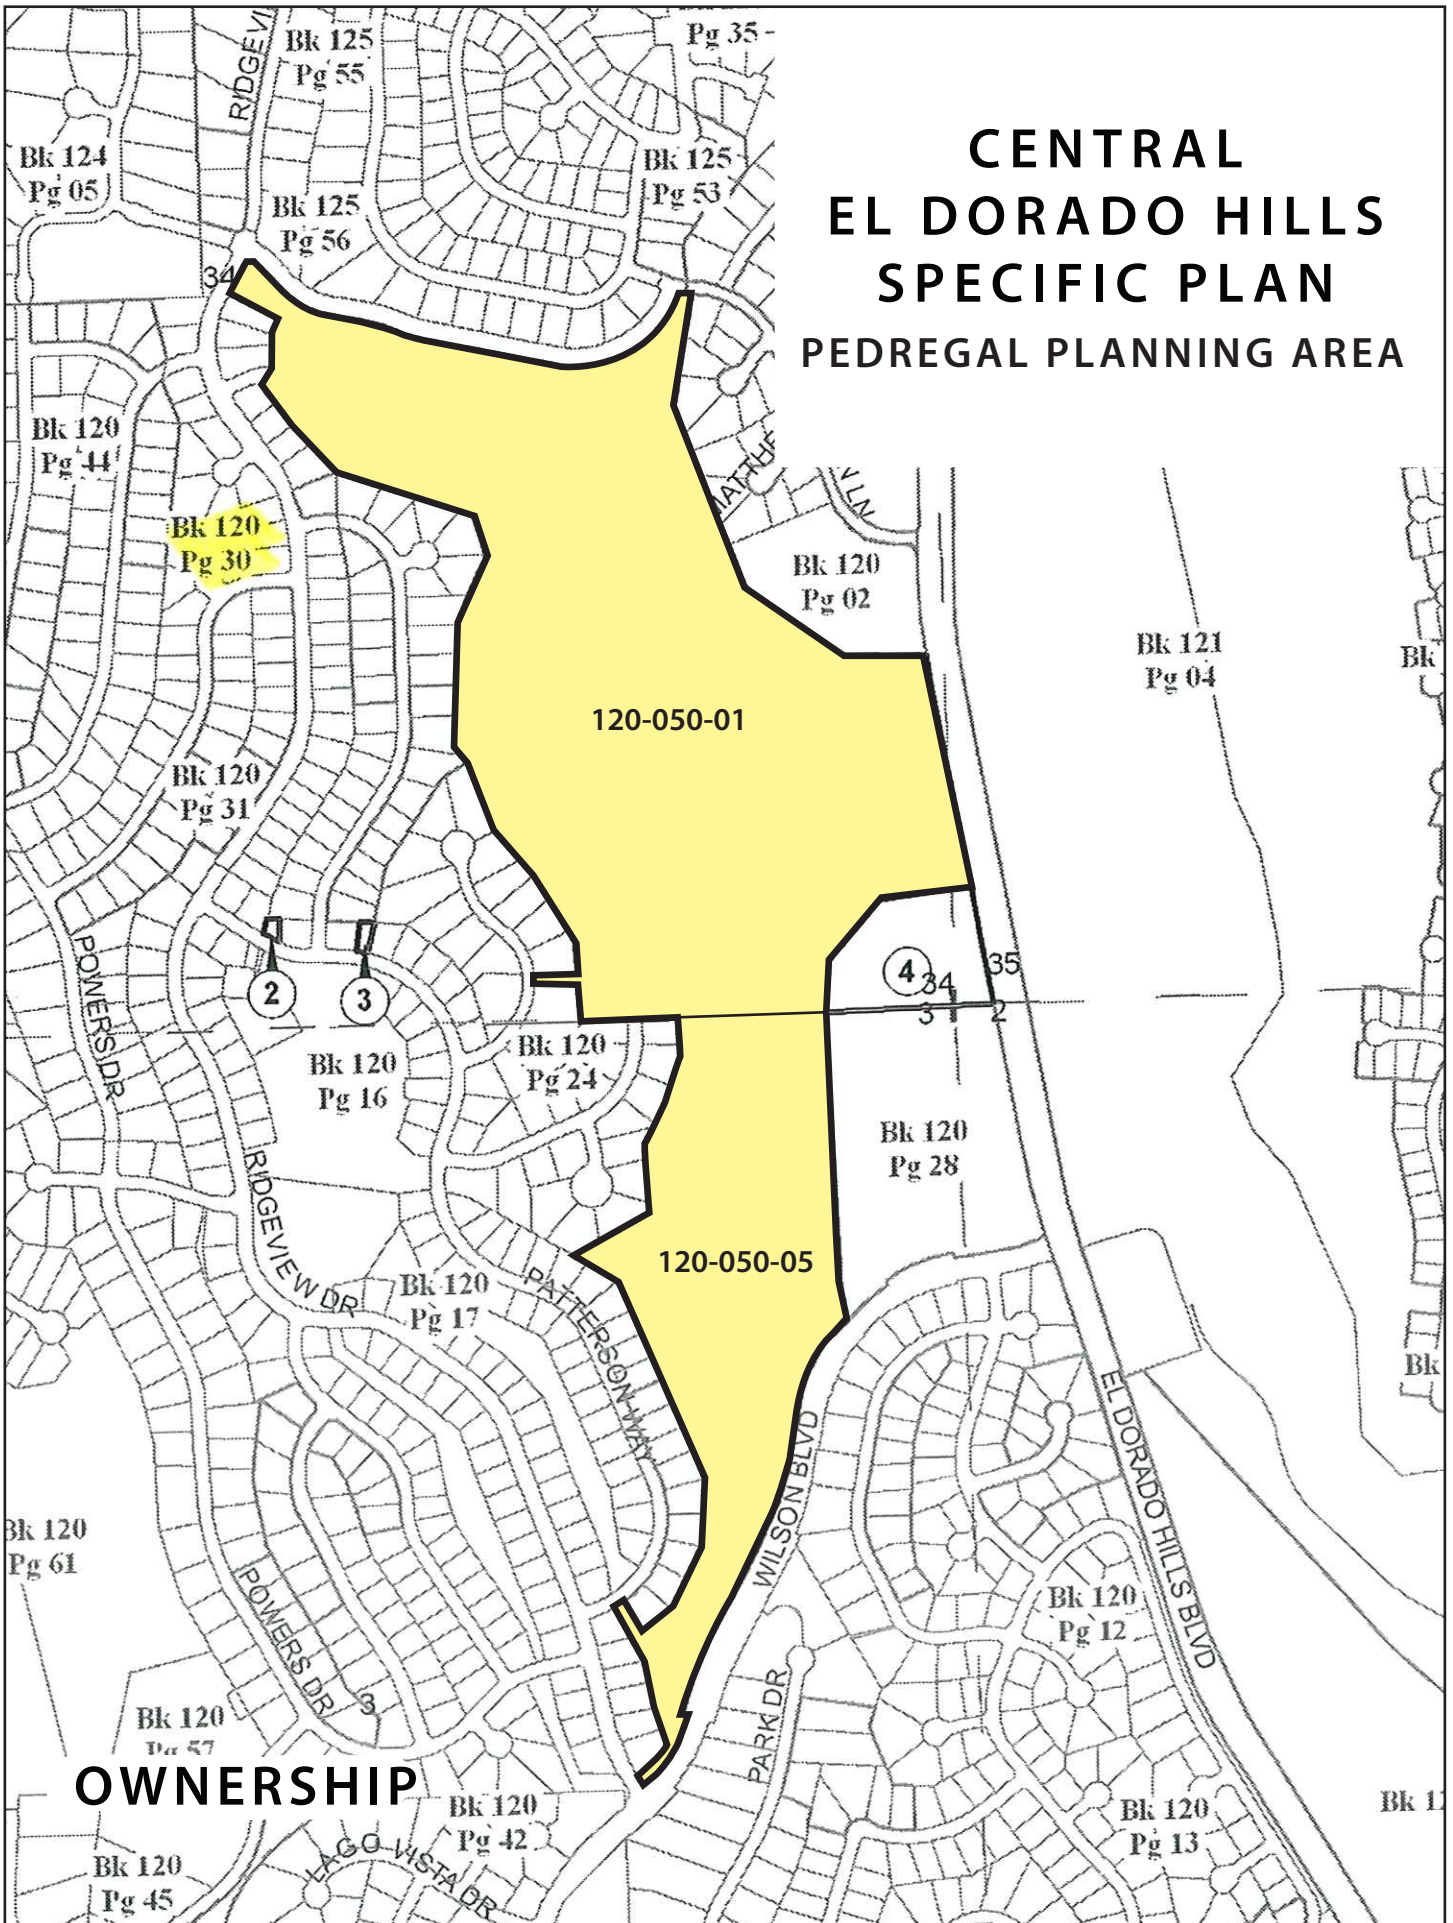 CENTRAL
EL DORADO HILLS
SPECIFIC PLAN
PEDREGAL PLANNING AREA
Bk 125
Pg 55
Pg 35
Bk 124
Pg 05
Bk 125
Pg 53
Bk 125
Pg 56
34
Bk 120
Pg 44
Bk 120
Pg 30
LN
Bk 120
Pg 02
Bk 121
Pg 04
Bk
120-050-01
Bk 120
Pg 31
POWERS DR
2
3
4
34
35
3
2
Bk 120
Pg 16
Bk 120
Pg 24
Bk 120
Pg 28
RIDGEVIEW DR
120-050-05
Bk 120
Pg 17
PATTERSON WAY
Bk
EL DORADO HILLS BLVD
WILSON BLVD
Bk 120
Pg 61
POWERS DR
3
Bk 120
Pg 12
PARK DR
Bk 120
Pg 57
OWNERSHIP
Bk 120
Pg 42
Bk 120
Pg 13
LAGO VISTA DR
Bk 120
Pg 45